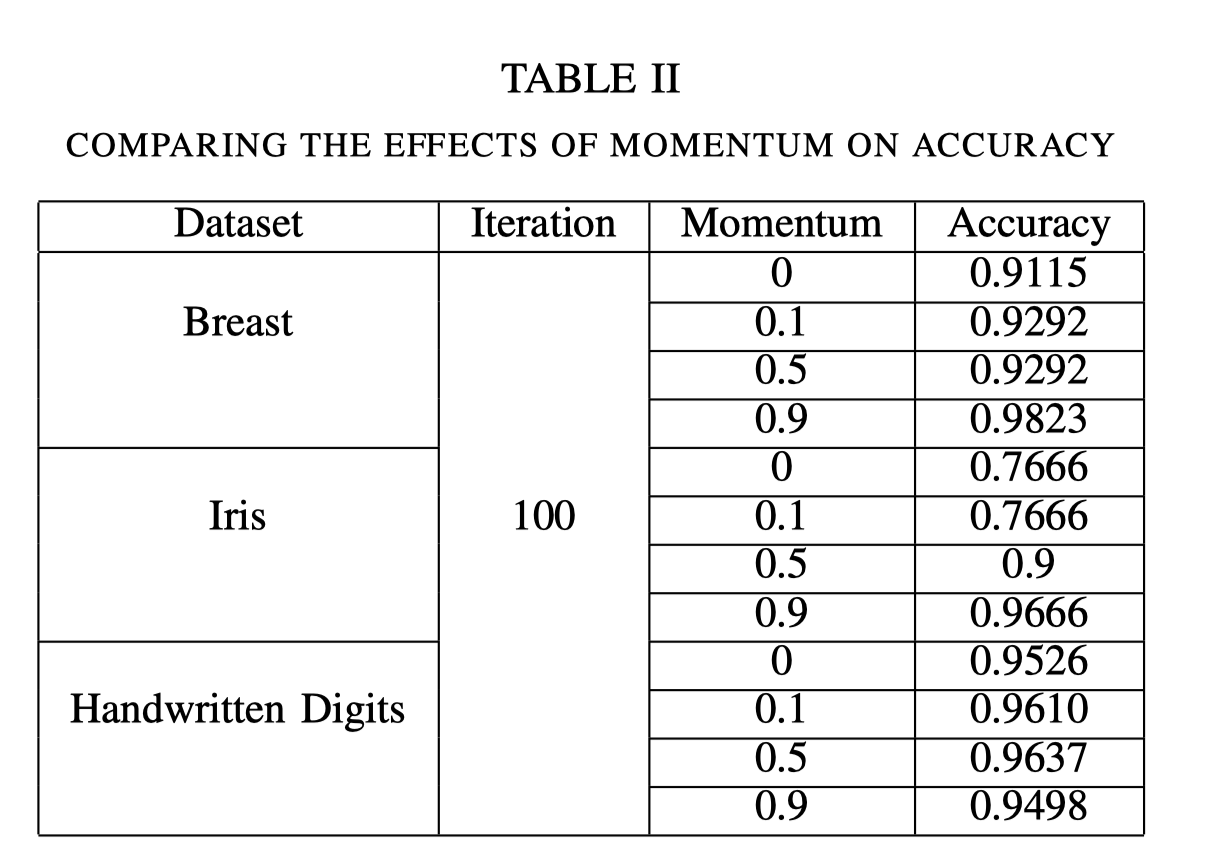 TABLE II
COMPARING THE EFFECTS OF MOMENTUM ON ACCURACY
Dataset Iteration Momentum Accuracy
0 0.9115
Breast 0.1 0.9292
0.5 0.9292
0.9 0.9823
0 0.7666
Iris 100 0.1 0.7666
0.5 0.9
0.9 0.9666
0 0.9526
Handwritten Digits 0.1 0.9610
0.5 0.9637
0.9 0.9498